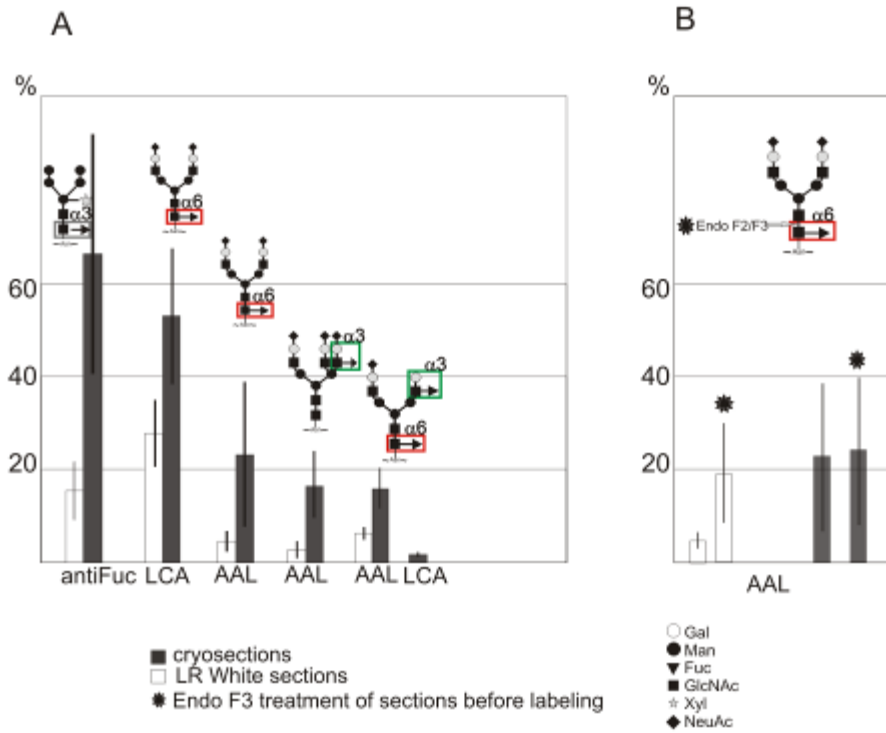 A
%
α3
α6
α6
60
α3
40
α3
α6
20
antiFuc LCA AAL AAL AAL LCA
cryosections
LR White sections
Endo F3 treatment of sections before labeling
B
%
α6
Endo F2/F3
60
40
20
AAL
Gal
Man
Fuc
GlcNAc
Xyl
NeuAc